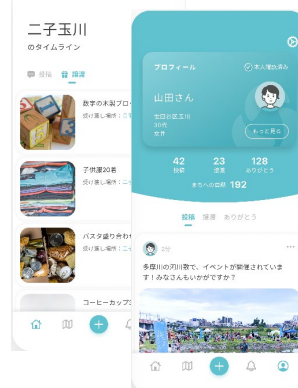 二子玉川
のタイムライン
投稿
譲渡
数字の木製ブロ
受け渡し場所：二
子供服20着
受け渡し場所：二
パスタ盛り合わ
受け渡し場所：二
コーヒーカップ
プロフィール
本人確認済み
山田さん
世田谷区玉川
30代
女性
もっと見る
42
投稿
23
譲渡
128
ありがとう
まちへの貢献 192
投稿
譲渡
ありがとう
2分
多摩川の河川敷で、イベントが開催されていま
す！みなさんもいかがですか？